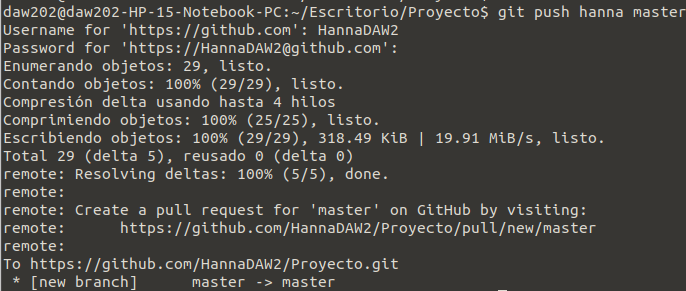 daw202@daw202-HP-15-Notebook-PC:~/Escritorio/Proyecto$ git push hanna master
Username for 'https://github.com': HannaDAW2
Password for 'https://HannaDAW2@github.com':
Enumerando objetos: 29, listo.
Contando objetos: 100% (29/29), listo.
Compresión delta usando hasta 4 hilos
Comprimiendo objetos: 100% (25/25), listo.
Escribiendo objetos: 100% (29/29), 318.49 KiB | 19.91 MiB/s, listo.
Total 29 (delta 5), reusado 0 (delta 0)
remote: Resolving deltas: 100% (5/5), done.
remote:
remote: Create a pull request for 'master' on GitHub by visiting:
remote:      https://github.com/HannaDAW2/Proyecto/pull/new/master
remote:
To https://github.com/HannaDAW2/Proyecto.git
 * [new branch]      master -> master